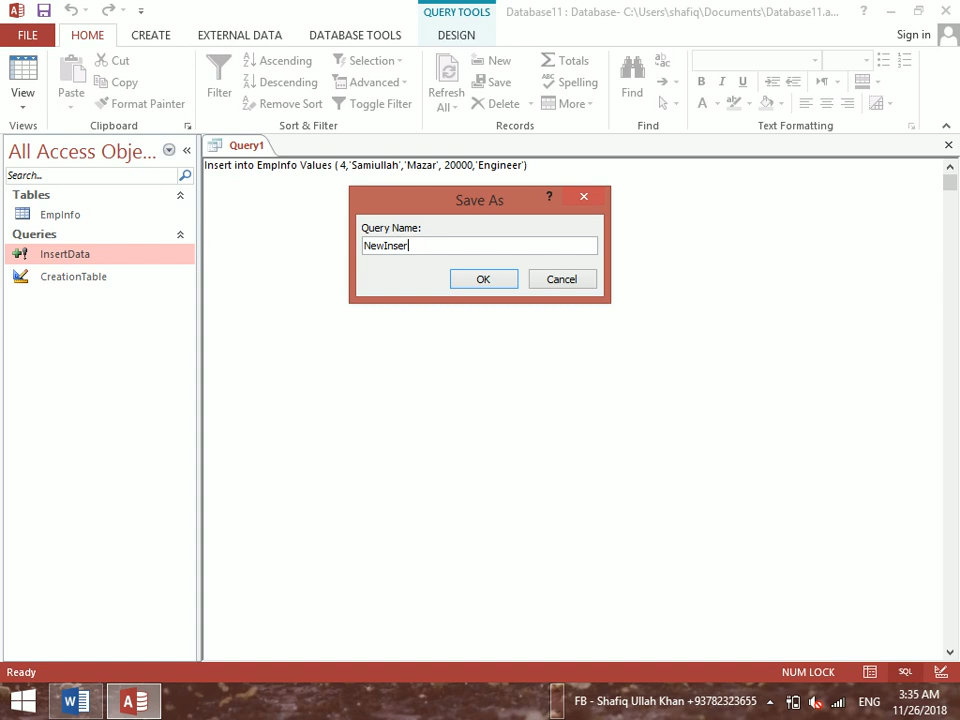 QUERY TOOLS
Database11 : Database- C:\Users\shafiq\Documents\Database11.a...
?
FILE
HOME
CREATE
EXTERNAL DATA
DATABASE TOOLS
DESIGN
Sign in
View
Views
Paste
Cut
Copy
Format Painter
Clipboard
Filter
Ascending
Descending
Remove Sort
Selection
Advanced
Toggle Filter
Sort & Filter
Refresh
All
New
Save
Delete
Totals
Spelling
More
Records
Find
Find
B I U
A
Text Formatting
All Access Obje...
Search...
Tables
EmpInfo
Queries
InsertData
CreationTable
Query1
Insert into EmpInfo Values ( 4,'Samiullah','Mazar', 20000,'Engineer')
Save As
?
Query Name:
NewInser
OK
Cancel
Ready
NUM LOCK
SQL
FB - Shafiq Ullah Khan +93782323655
ENG
3:35 AM
11/26/2018